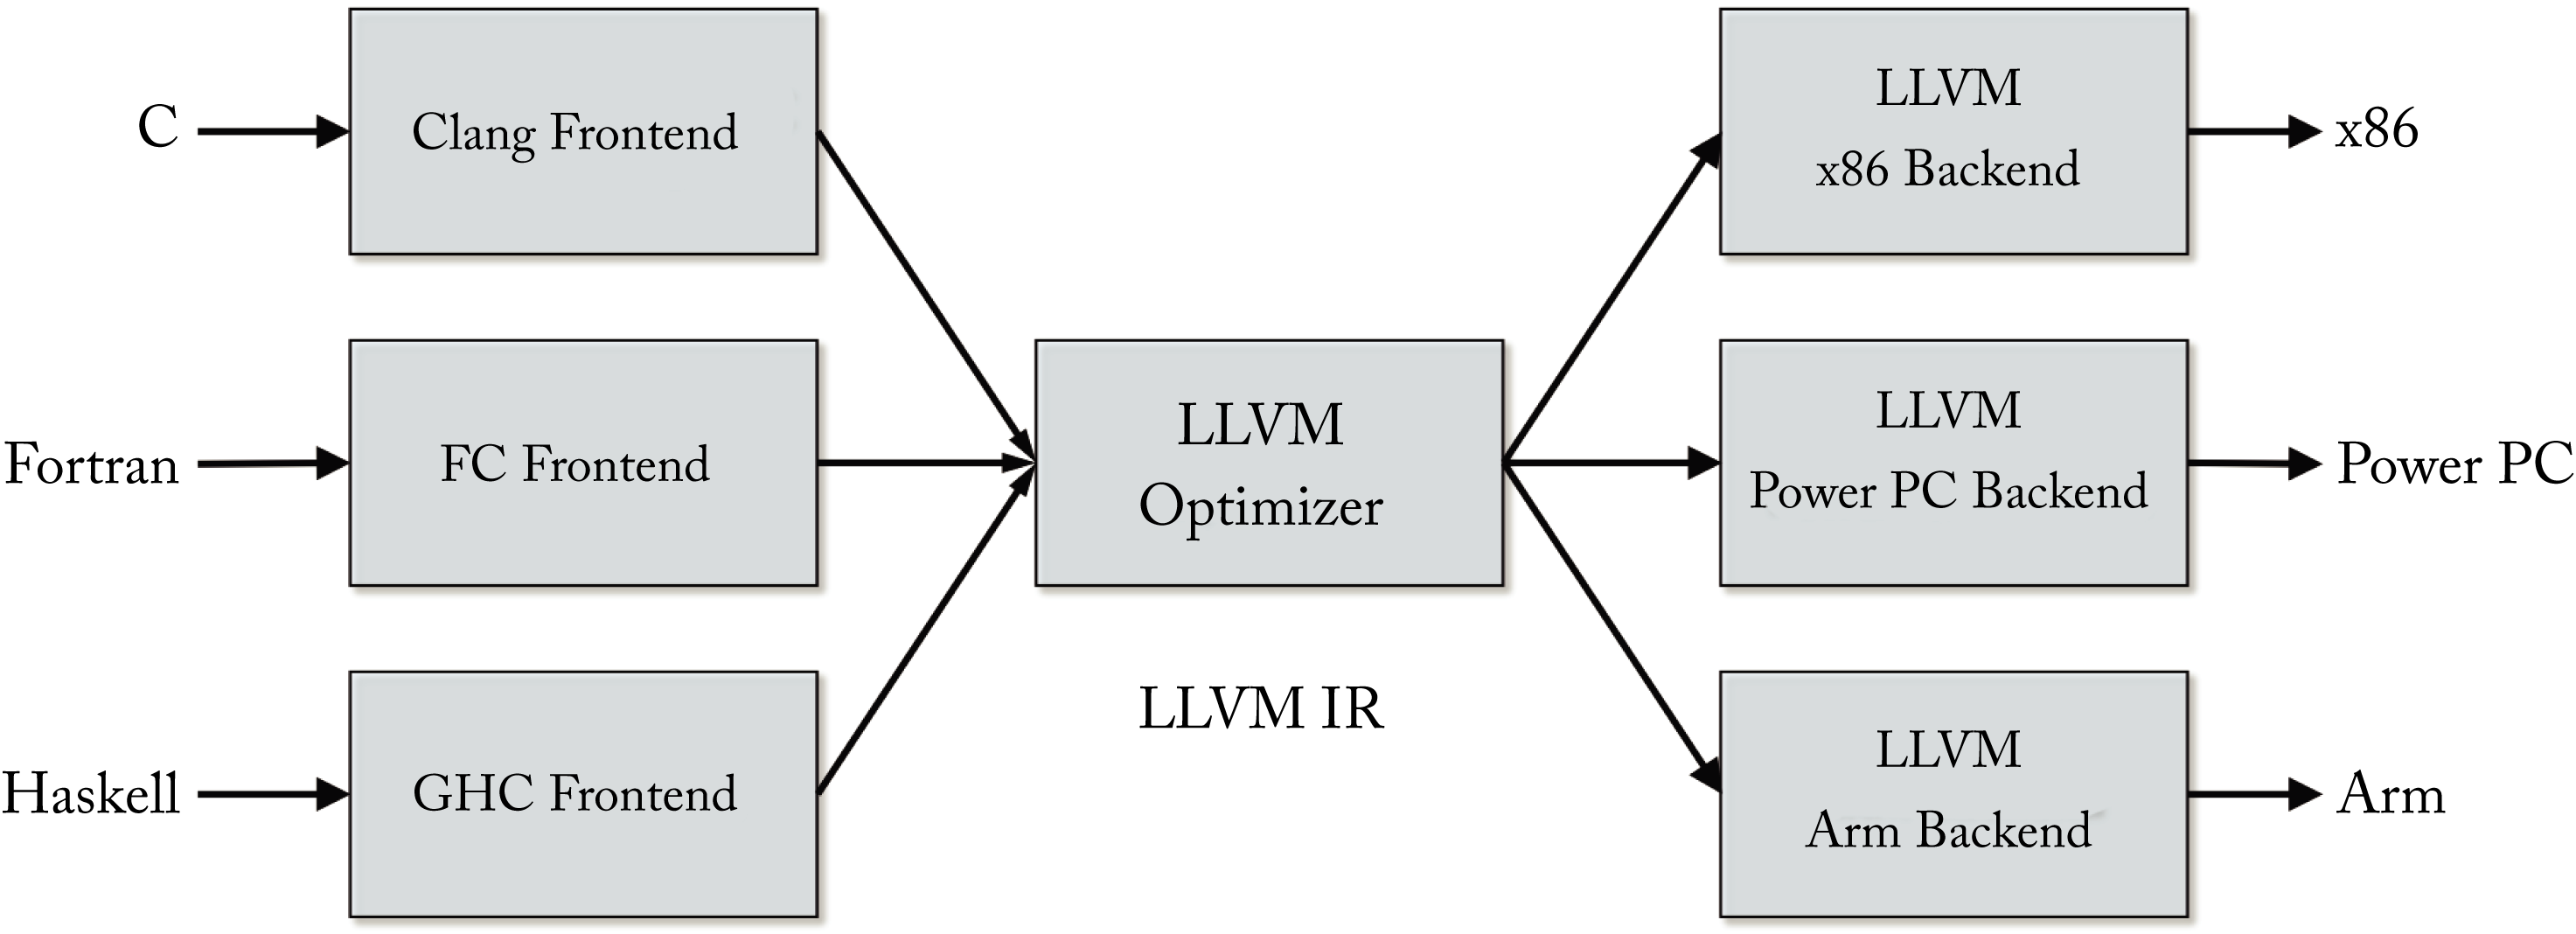 C
Clang Frontend
LLVM
x86 Backend
x86
Fortran
FC Frontend
LLVM
Optimizer
LLVM
Power PC Backend
Power PC
LLVM IR
Haskell
GHC Frontend
LLVM
Arm Backend
Arm